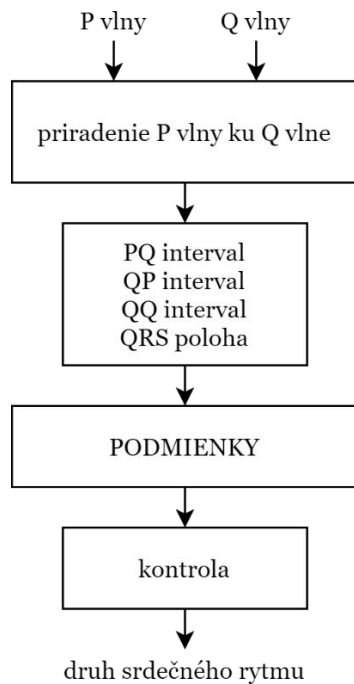 P vlny Q vlny
priradenie P vlny ku Q vlne
PQ interval
QP interval
QQ interval
QRS poloha
PODMIENKY
kontrola
druh srdečného rytmu